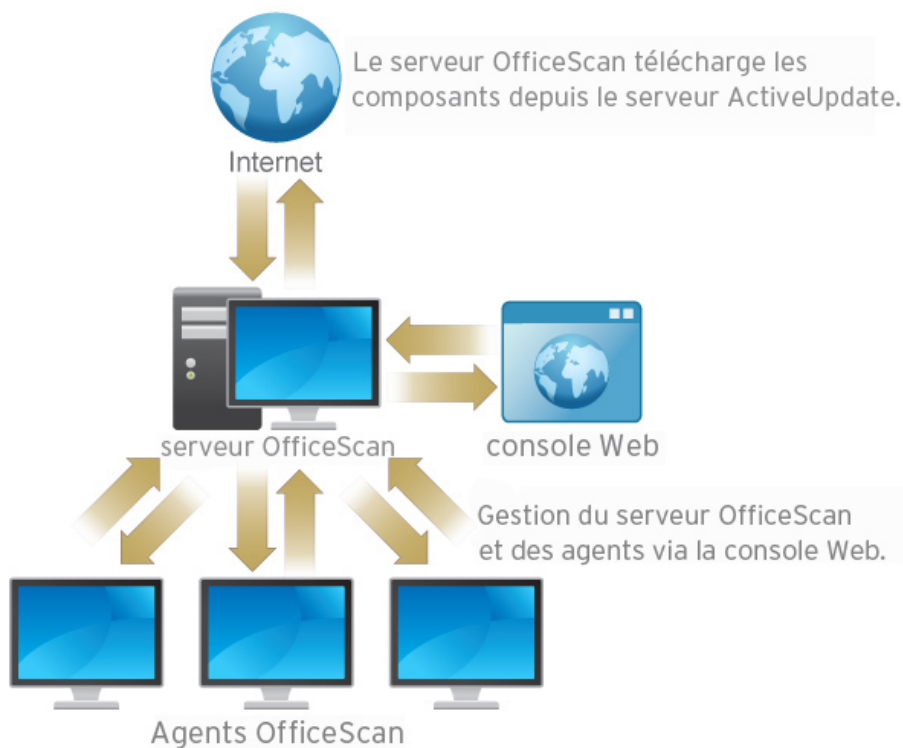 Le serveur OfficeScan télécharge les
composants depuis le serveur ActiveUpdate.
Internet
serveur OfficeScan
console Web
Gestion du serveur OfficeScan
et des agents via la console Web.
Agents OfficeScan